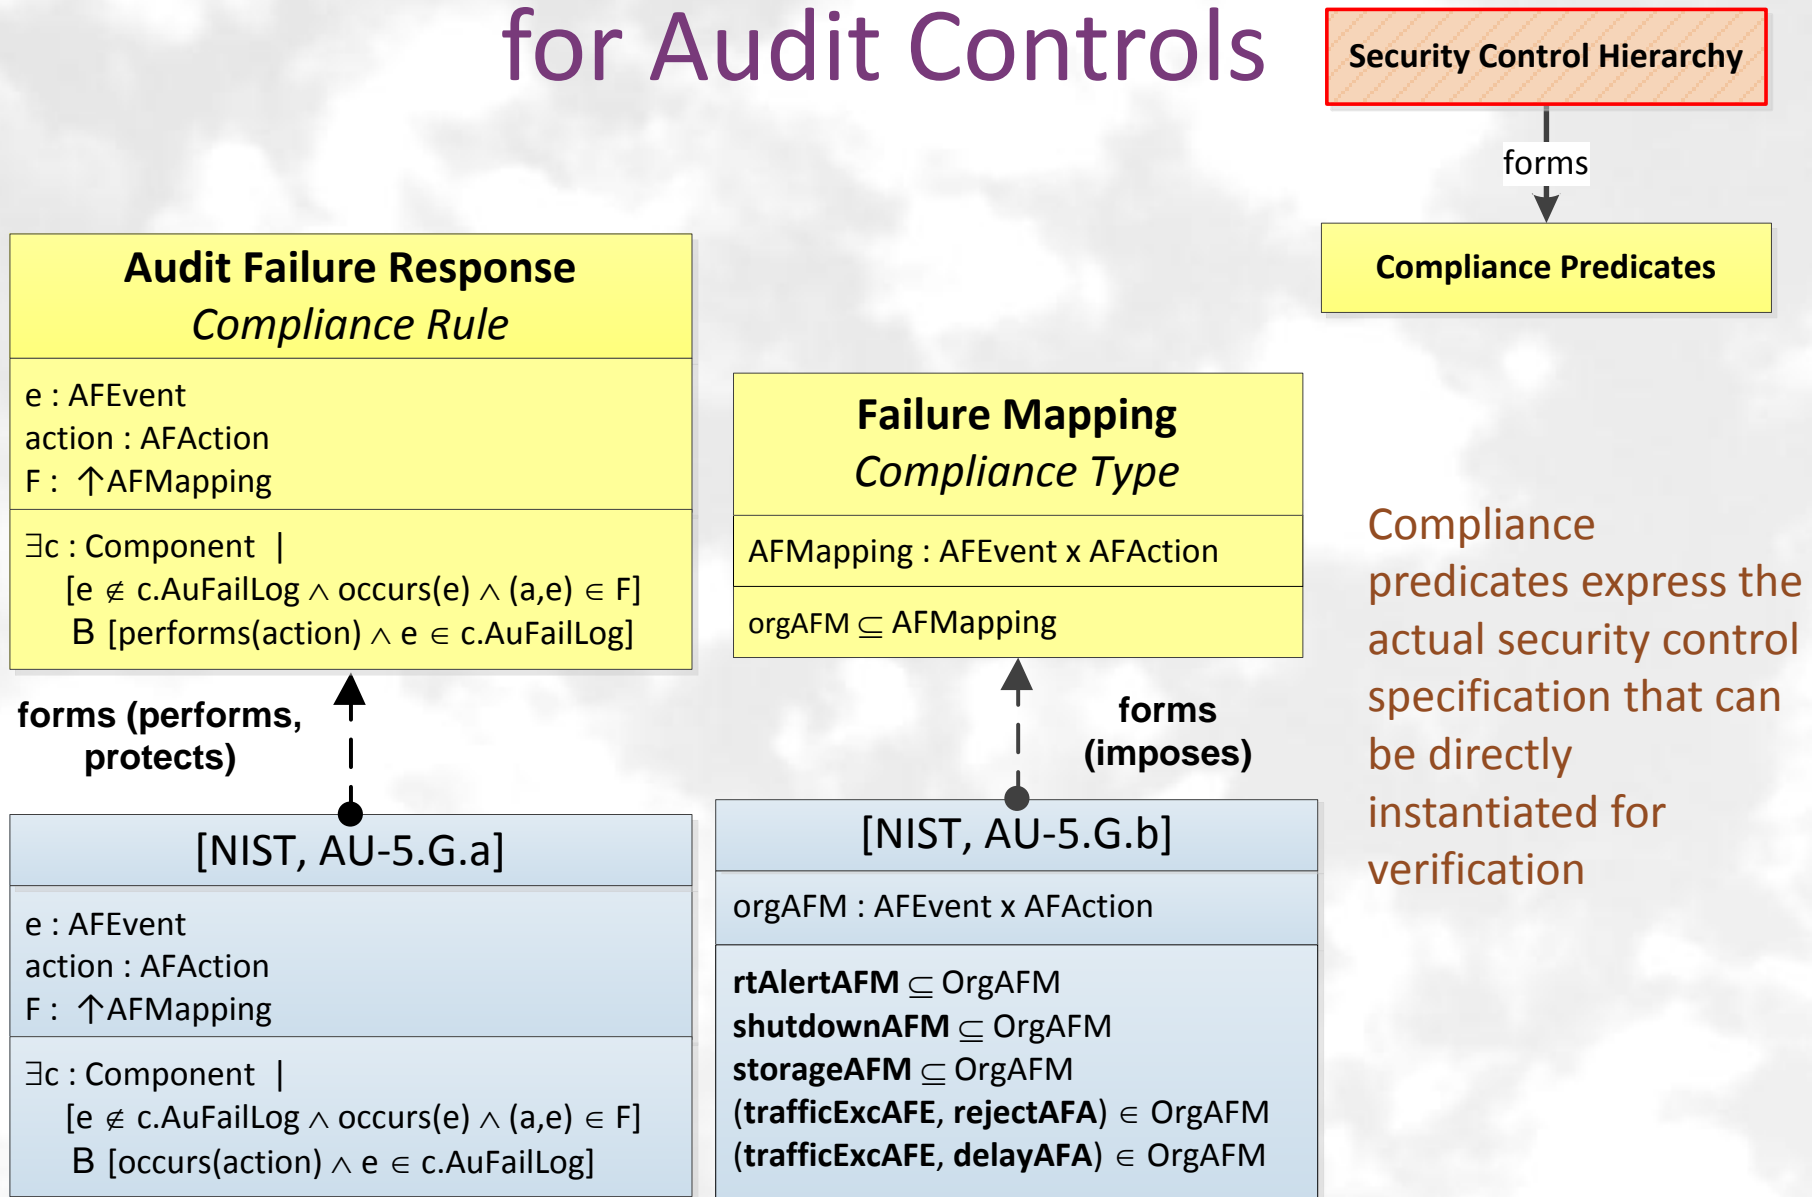 for Audit Controls
Security Control Hierarchy
forms
Compliance Predicates
Audit Failure Response
Compliance Rule
e : AFEvent
action : AFAction
F : ↑AFMapping
∃c : Component |
[e ∉ c.AuFailLog ∧ occurs(e) ∧ (a,e) ∈ F]
B [performs(action) ∧ e ∈ c.AuFailLog]
Failure Mapping
Compliance Type
AFMapping : AFEvent x AFAction
orgAFM ⊆ AFMapping
Compliance
predicates express the
actual security control
specification that can
be directly
instantiated for
verification
forms (performs,
protects)
forms
(imposes)
[NIST, AU-5.G.a]
e : AFEvent
action : AFAction
F : ↑AFMapping
∃c : Component |
[e ∉ c.AuFailLog ∧ occurs(e) ∧ (a,e) ∈ F]
B [occurs(action) ∧ e ∈ c.AuFailLog]
[NIST, AU-5.G.b]
orgAFM : AFEvent x AFAction
rtAlertAFM ⊆ OrgAFM
shutdownAFM ⊆ OrgAFM
storageAFM ⊆ OrgAFM
(trafficExcAFE, rejectAFA) ∈ OrgAFM
(trafficExcAFE, delayAFA) ∈ OrgAFM